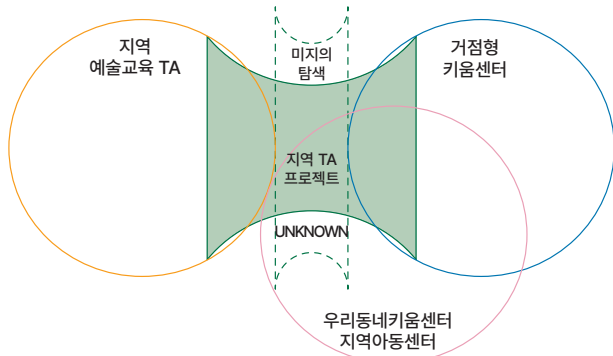 지역
예술교육 TA
미지의
탐색
거점형
키움센터
지역 TA
프로젝트
UNKNOWN
우리동네키움센터
지역아동센터